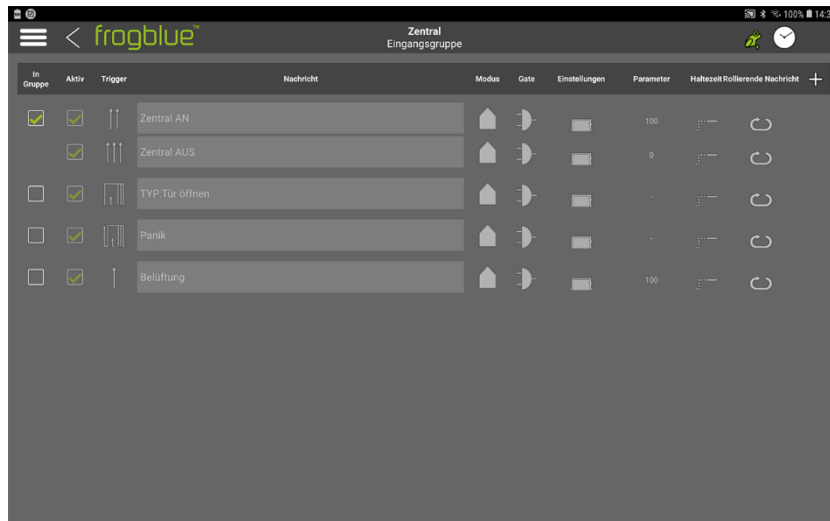 100% 14:3
frogblue™
Zentral
Eingangsgruppe
In Gruppe Aktiv Trigger Nachricht Modus Gate Einstellungen Parameter Haltezeit Rollierende Nachricht +
Zentral AN 100
Zentral AUS 0
TYP:Tür öffnen -
Panik -
Belüftung 100